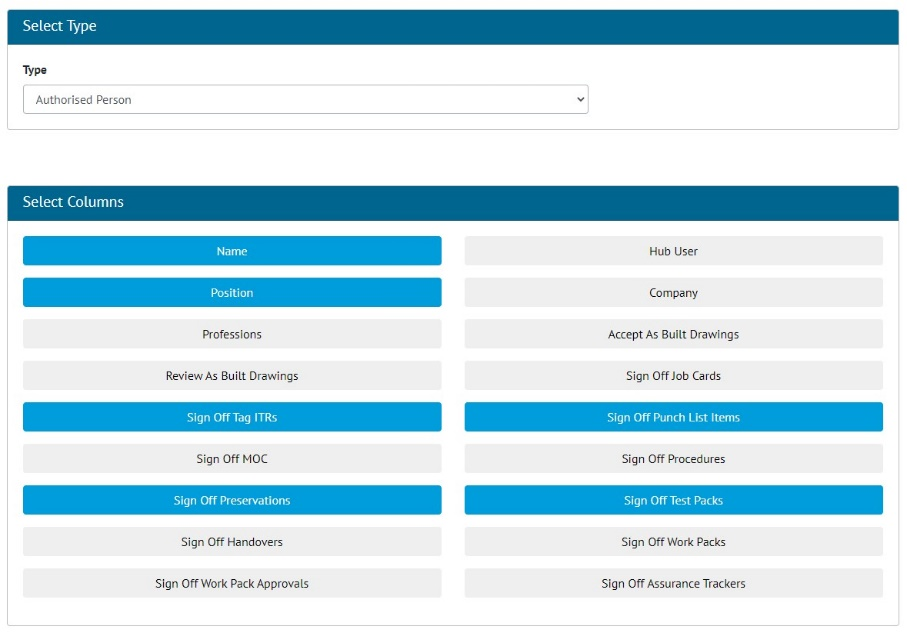 Select Type
Type
Authorised Person
Select Columns
Name
Hub User
Position
Company
Professions
Accept As Built Drawings
Review As Built Drawings
Sign Off Job Cards
Sign Off Tag ITRs
Sign Off Punch List Items
Sign Off MOC
Sign Off Procedures
Sign Off Preservations
Sign Off Test Packs
Sign Off Handovers
Sign Off Work Packs
Sign Off Work Pack Approvals
Sign Off Assurance Trackers